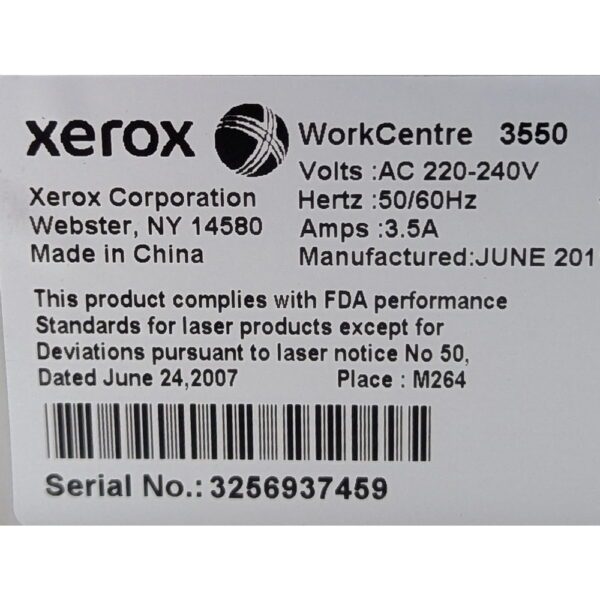 xerox
WorkCentre 3550
Volts :AC 220-240V
Xerox Corporation
Hertz :50/60Hz
Webster, NY 14580
Amps :3.5A
Made in China
Manufactured:JUNE 201
This product complies with FDA performance
Standards for laser products except for
Deviations pursuant to laser notice No 50,
Dated June 24,2007 Place : M264
Serial No.: 3256937459